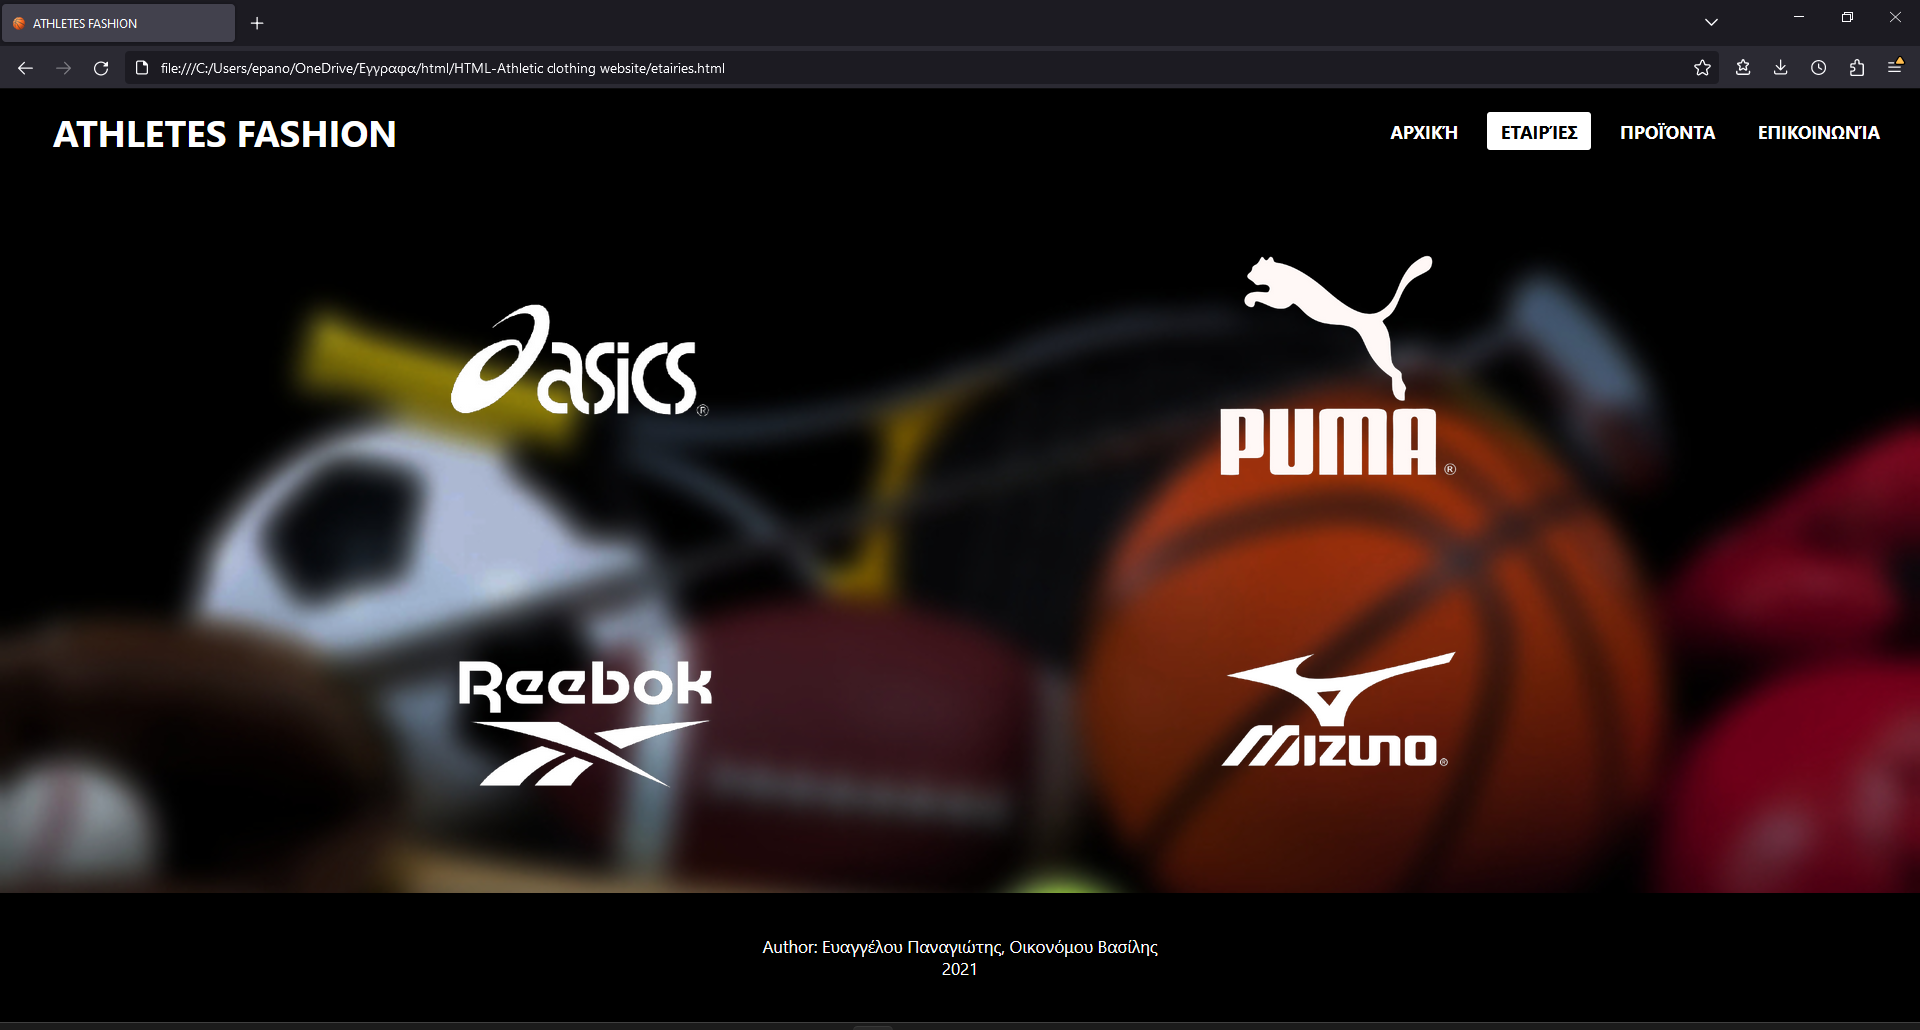 ATHLETES FASHION
file:///C:/Users/epano/OneDrive/Έγγραφα/html/HTML-Athletic clothing website/etairies.html
ATHLETES FASHION
ΑΡΧΙΚΉ ΕΤΑΙΡΊΕΣ ΠΡΟΪΌΝΤΑ ΕΠΙΚΟΙΝΩΝΊΑ
asics ®
PUMA ®
Reebok
MIZUNO ®
Author: Ευαγγέλου Παναγιώτης, Οικονόμου Βασίλης
2021